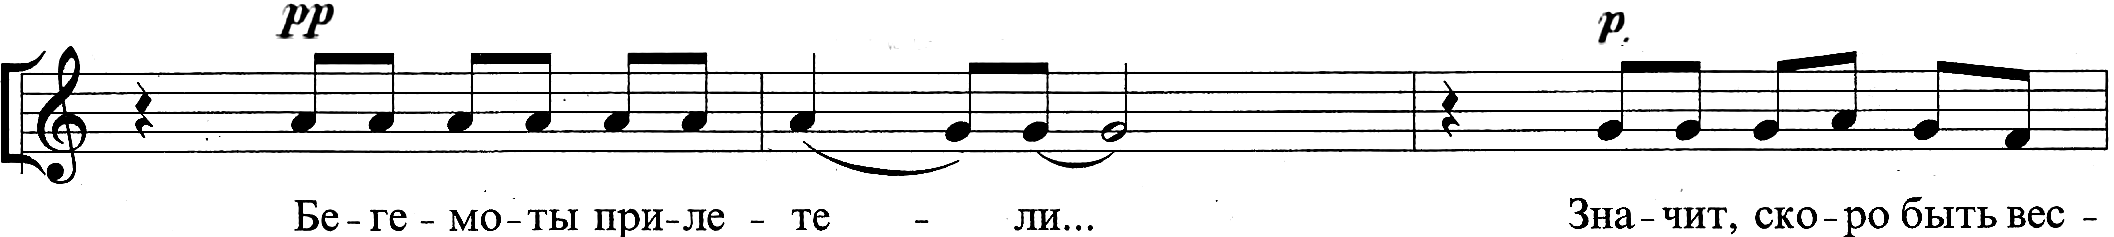 pp p.
Бе-ге-мо-ты при-ле-те-ли... Зна-чит, ско-ро быть вес-